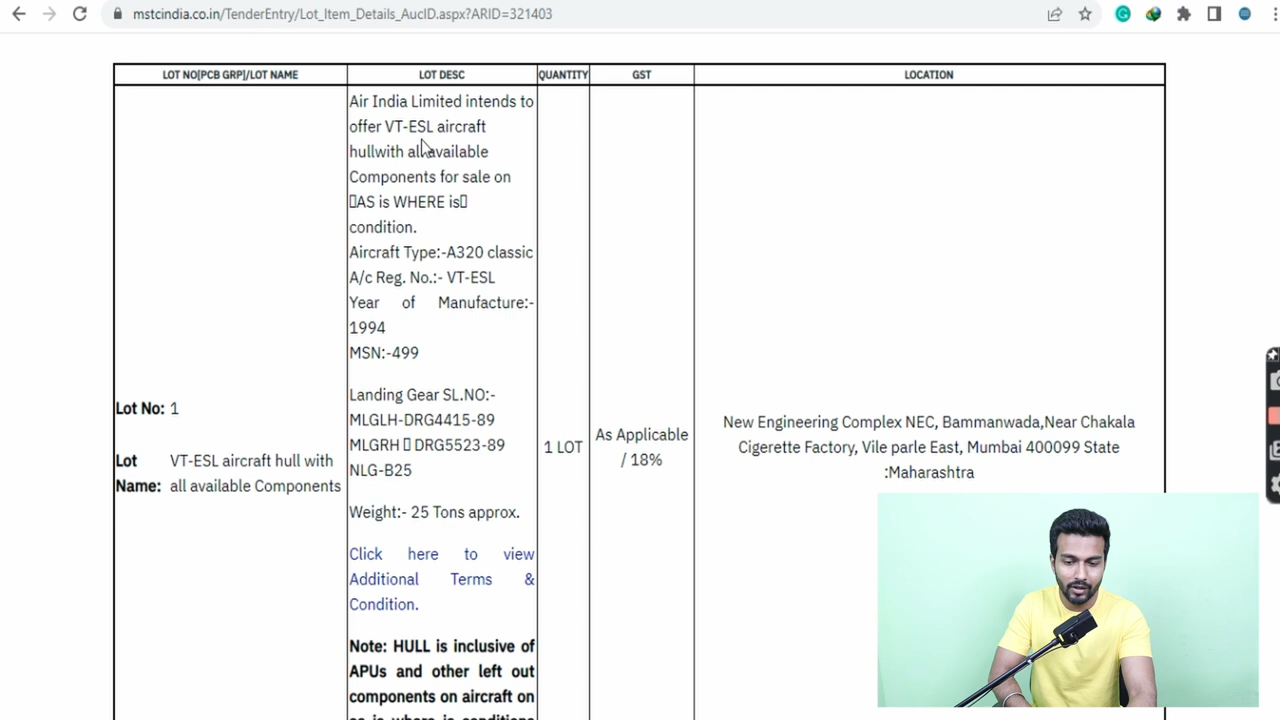 mstcindia.co.in/TenderEntry/Lot_Item_Details_AucID.aspx?ARID=321403
LOT NO[PCB GRP]/LOT NAME
LOT DESC
QUANTITY
GST
LOCATION
Lot No: 1
Lot Name: VT-ESL aircraft hull with
all available Components
Air India Limited intends to
offer VT-ESL aircraft
hullwith all available
Components for sale on
AS is WHERE is
condition.
Aircraft Type:-A320 classic
A/c Reg. No.:- VT-ESL
Year of Manufacture:-
1994
MSN:-499
Landing Gear SL.NO:-
MLGLH-DRG4415-89
MLGRH DRG5523-89
NLG-B25
Weight:- 25 Tons approx.
Click here to view
Additional Terms &
Condition.
Note: HULL is inclusive of
APUs and other left out
components on aircraft on
as is where is conditions
1 LOT
As Applicable
/ 18%
New Engineering Complex NEC, Bammanwada,Near Chakala
Cigerette Factory, Vile parle East, Mumbai 400099 State
:Maharashtra